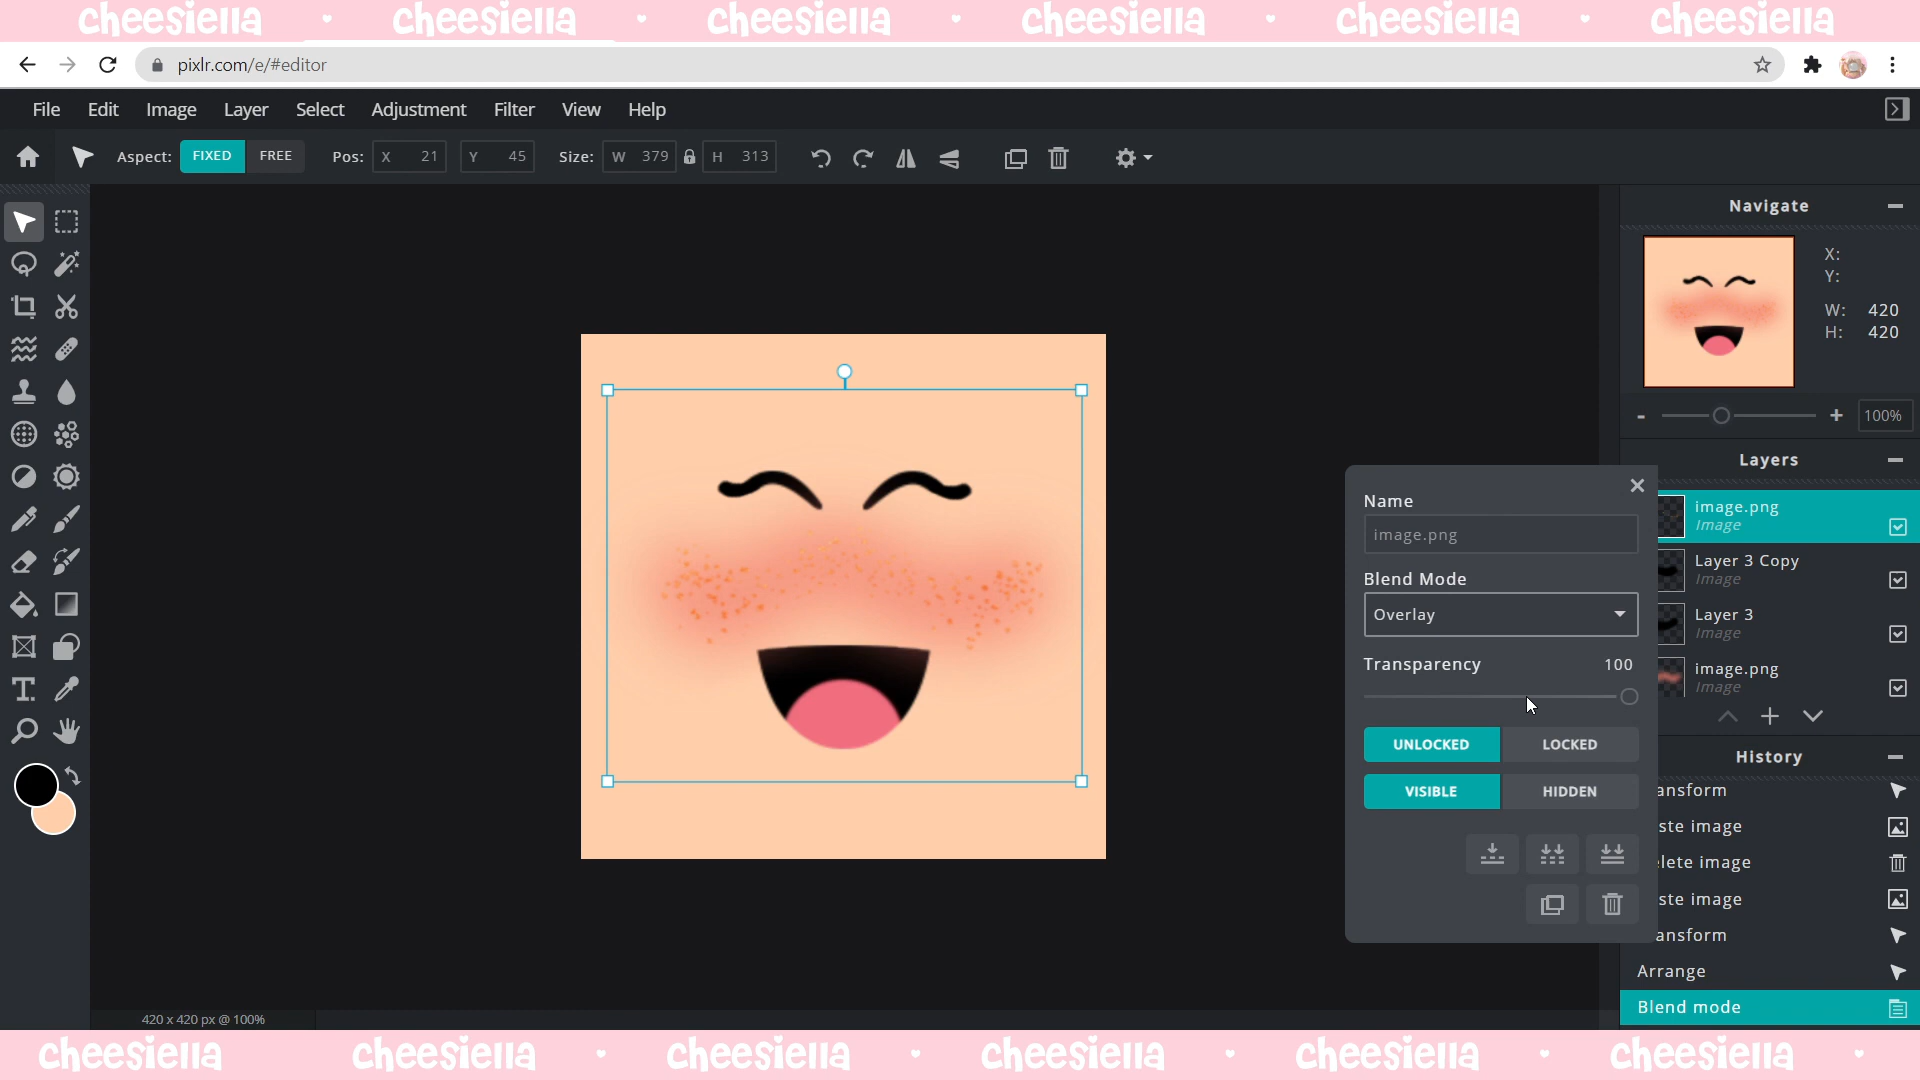 cheesiella cheesiella cheesiella cheesiella cheesiella cheesiella
pixlr.com/e/#editor
File Edit Image Layer Select Adjustment Filter View Help
Aspect: FIXED FREE Pos: X 21 Y 45 Size: W 379 H 313
Navigate
X:
Y:
W: 420
H: 420
- + 100%
Layers
image.png
Image
Layer 3 Copy
Image
Layer 3
Image
image.png
Image
Name
image.png
Blend Mode
Overlay
Transparency 100
UNLOCKED LOCKED
VISIBLE HIDDEN
History
ansform
ste image
lete image
ste image
ansform
Arrange
Blend mode
420 x 420 px @ 100%
cheesiella cheesiella cheesiella cheesiella cheesiella cheesiella